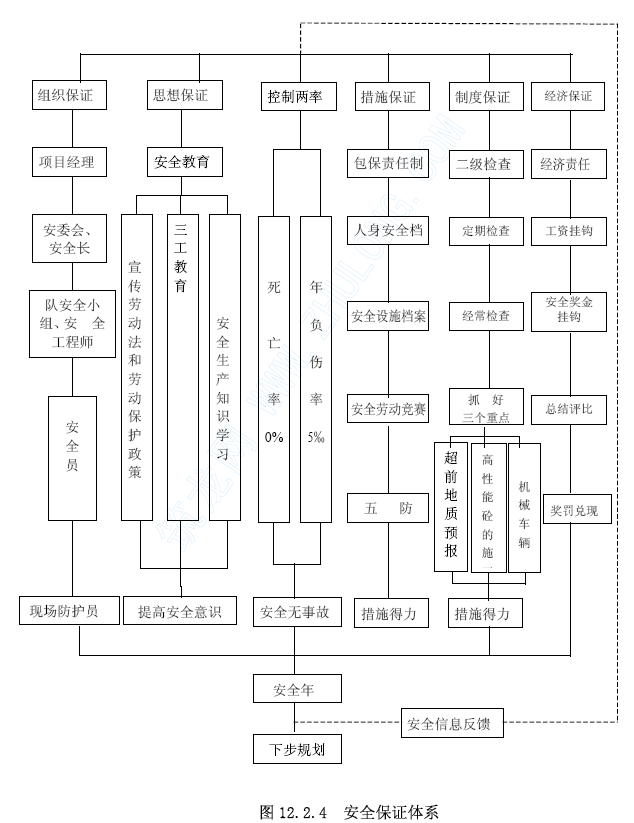 组织保证
思想保证
控制两率
措施保证
制度保证
经济保证
项目经理
安全教育
包保责任制
二级检查
经济责任
安委会、
安全长
宣传劳动法和劳动保护政策
三工教育
安全生产知识学习
死亡率0%
年负伤率5‰
人身安全档
定期检查
工资挂钩
队安全小
组、安 全
工程师
安全设施档案
经常检查
安全奖金
挂钩
安全员
安全劳动竞赛
抓 好
三个重点
总结评比
超前地质预报
高性能砼的施
机械车辆
五 防
奖罚兑现
现场防护员
提高安全意识
安全无事故
措施得力
措施得力
安全年
安全信息反馈
下步规划
图 12.2.4 安全保证体系